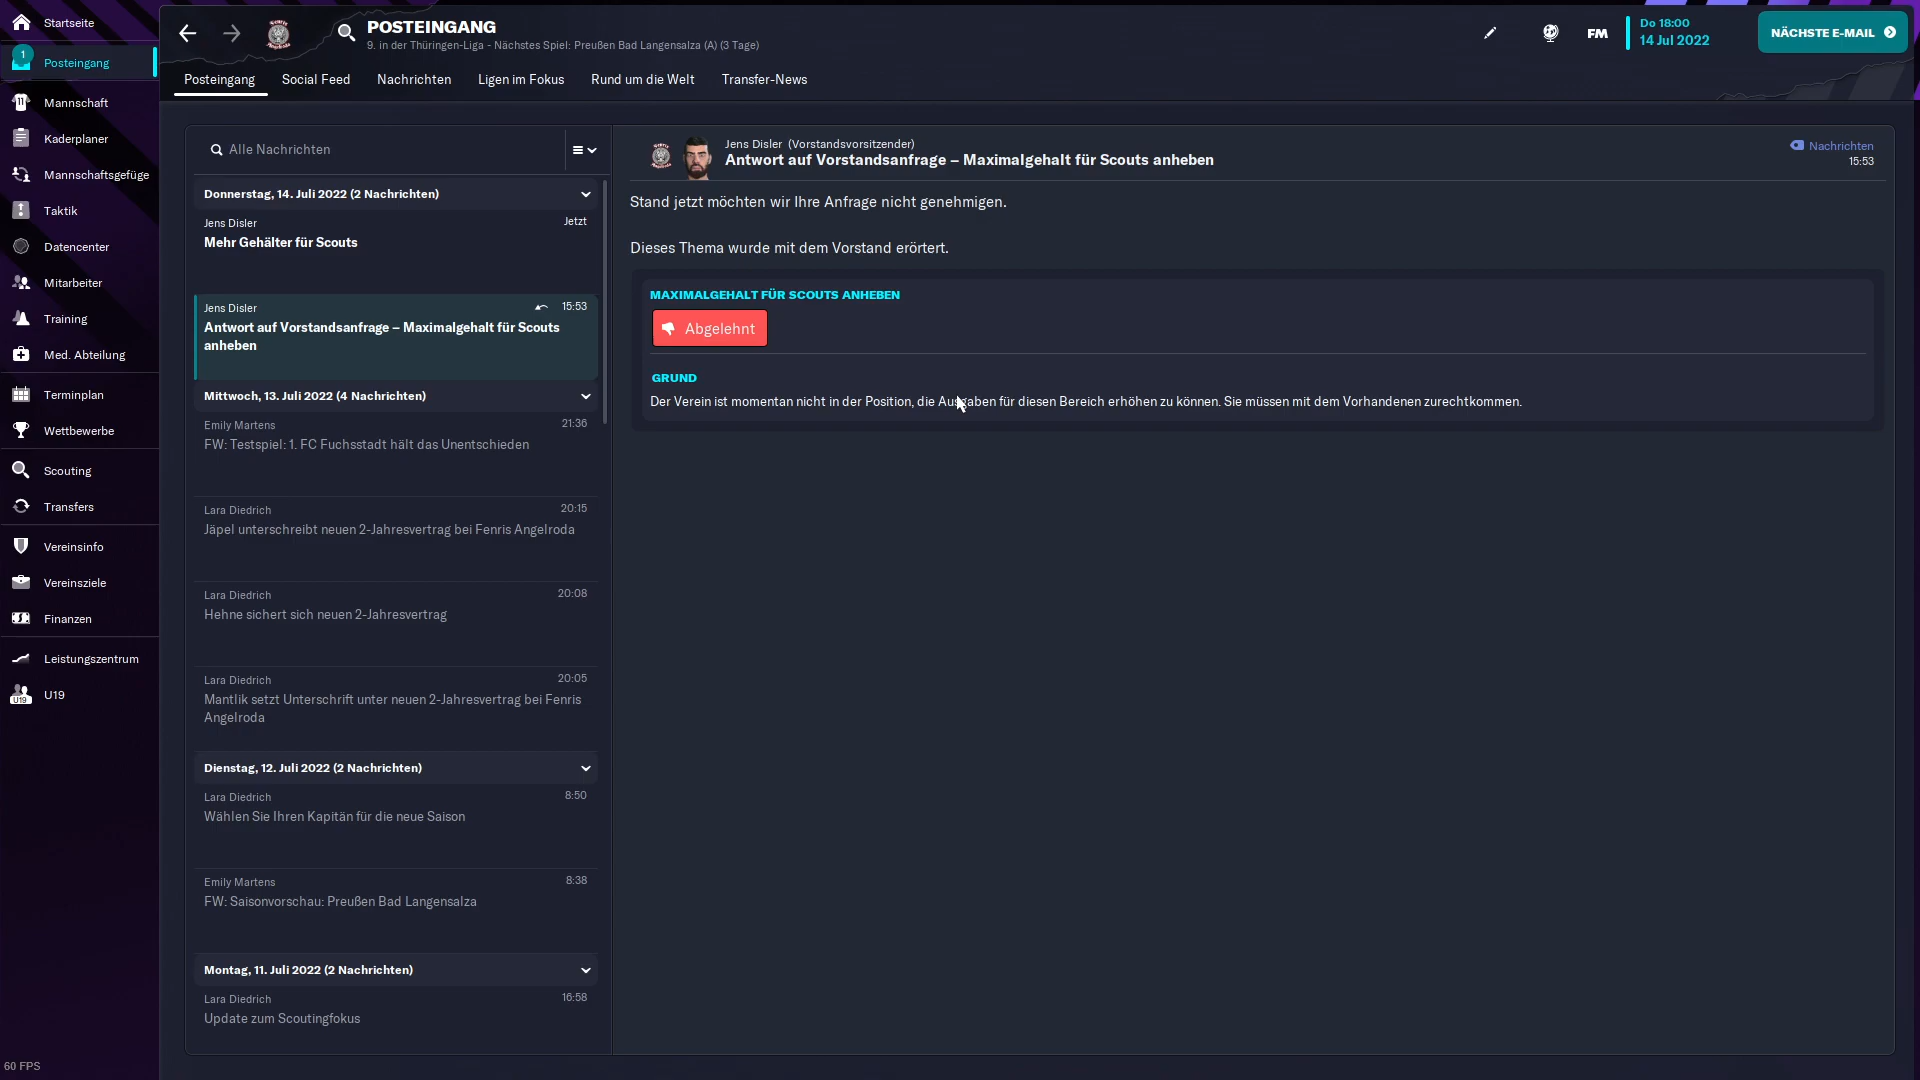 Startseite
1
Posteingang
Mannschaft
Kaderplaner
Mannschaftsgefüge
Taktik
Datencenter
Mitarbeiter
Training
Med. Abteilung
Terminplan
Wettbewerbe
Scouting
Transfers
Vereinsinfo
Vereinsziele
Finanzen
Leistungszentrum
U19
U19
60 FPS
POSTEINGANG
9. in der Thüringen-Liga - Nächstes Spiel: Preußen Bad Langensalza (A) (3 Tage)
FM
Do 18:00
14 Jul 2022
NÄCHSTE E-MAIL
Posteingang Social Feed Nachrichten Ligen im Fokus Rund um die Welt Transfer-News
Alle Nachrichten
Donnerstag, 14. Juli 2022 (2 Nachrichten)
Jens Disler Jetzt
Mehr Gehälter für Scouts
Jens Disler 15:53
Antwort auf Vorstandsanfrage – Maximalgehalt für Scouts
anheben
Mittwoch, 13. Juli 2022 (4 Nachrichten)
Emily Martens 21:36
FW: Testspiel: 1. FC Fuchsstadt hält das Unentschieden
Lara Diedrich 20:15
Jäpel unterschreibt neuen 2-Jahresvertrag bei Fenris Angelroda
Lara Diedrich 20:08
Hehne sichert sich neuen 2-Jahresvertrag
Lara Diedrich 20:05
Mantlik setzt Unterschrift unter neuen 2-Jahresvertrag bei Fenris
Angelroda
Dienstag, 12. Juli 2022 (2 Nachrichten)
Lara Diedrich 8:50
Wählen Sie Ihren Kapitän für die neue Saison
Emily Martens 8:38
FW: Saisonvorschau: Preußen Bad Langensalza
Montag, 11. Juli 2022 (2 Nachrichten)
Lara Diedrich 16:58
Update zum Scoutingfokus
Jens Disler (Vorstandsvorsitzender)
Antwort auf Vorstandsanfrage – Maximalgehalt für Scouts anheben
Nachrichten
15:53
Stand jetzt möchten wir Ihre Anfrage nicht genehmigen.
Dieses Thema wurde mit dem Vorstand erörtert.
MAXIMALGEHALT FÜR SCOUTS ANHEBEN
Abgelehnt
GRUND
Der Verein ist momentan nicht in der Position, die Ausgaben für diesen Bereich erhöhen zu können. Sie müssen mit dem Vorhandenen zurechtkommen.